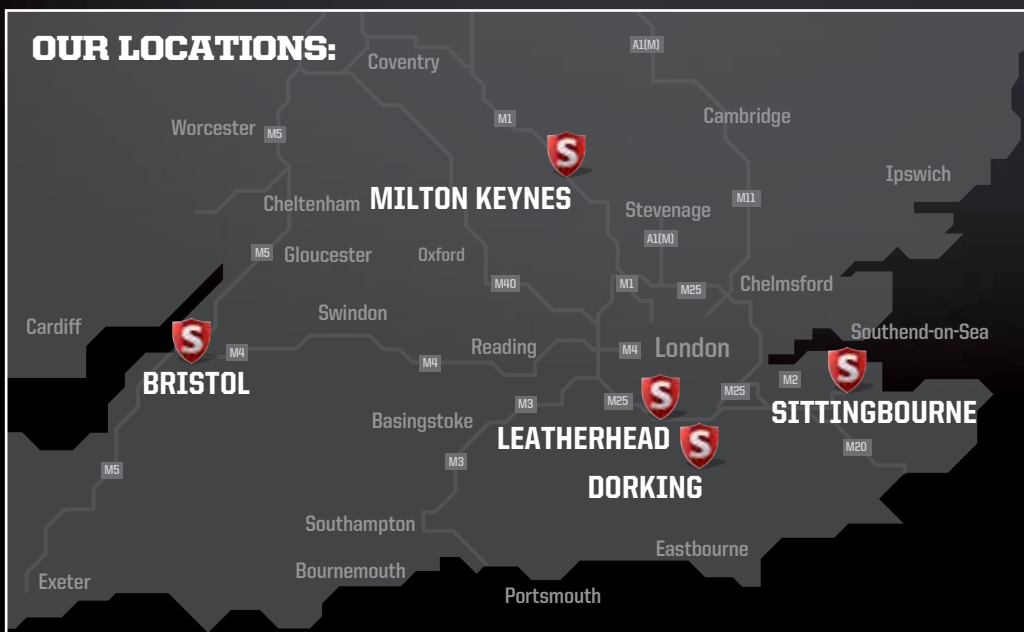 OUR LOCATIONS:
A1(M)
Coventry
M1
Cambridge
Worcester
M5
S
Ipswich
Cheltenham
MILTON KEYNES
M11
Stevenage
A1(M)
M5
Gloucester
Oxford
M40
M1
M25
Chelmsford
Swindon
Cardiff
S
M4
Reading
M4
London
Southend-on-Sea
M4
BRISTOL
S
M25
M25
M2
S
M3
SITTINGBOURNE
Basingstoke
LEATHERHEAD
S
M20
M3
M5
DORKING
Southampton
Eastbourne
Bournemouth
Exeter
Portsmouth